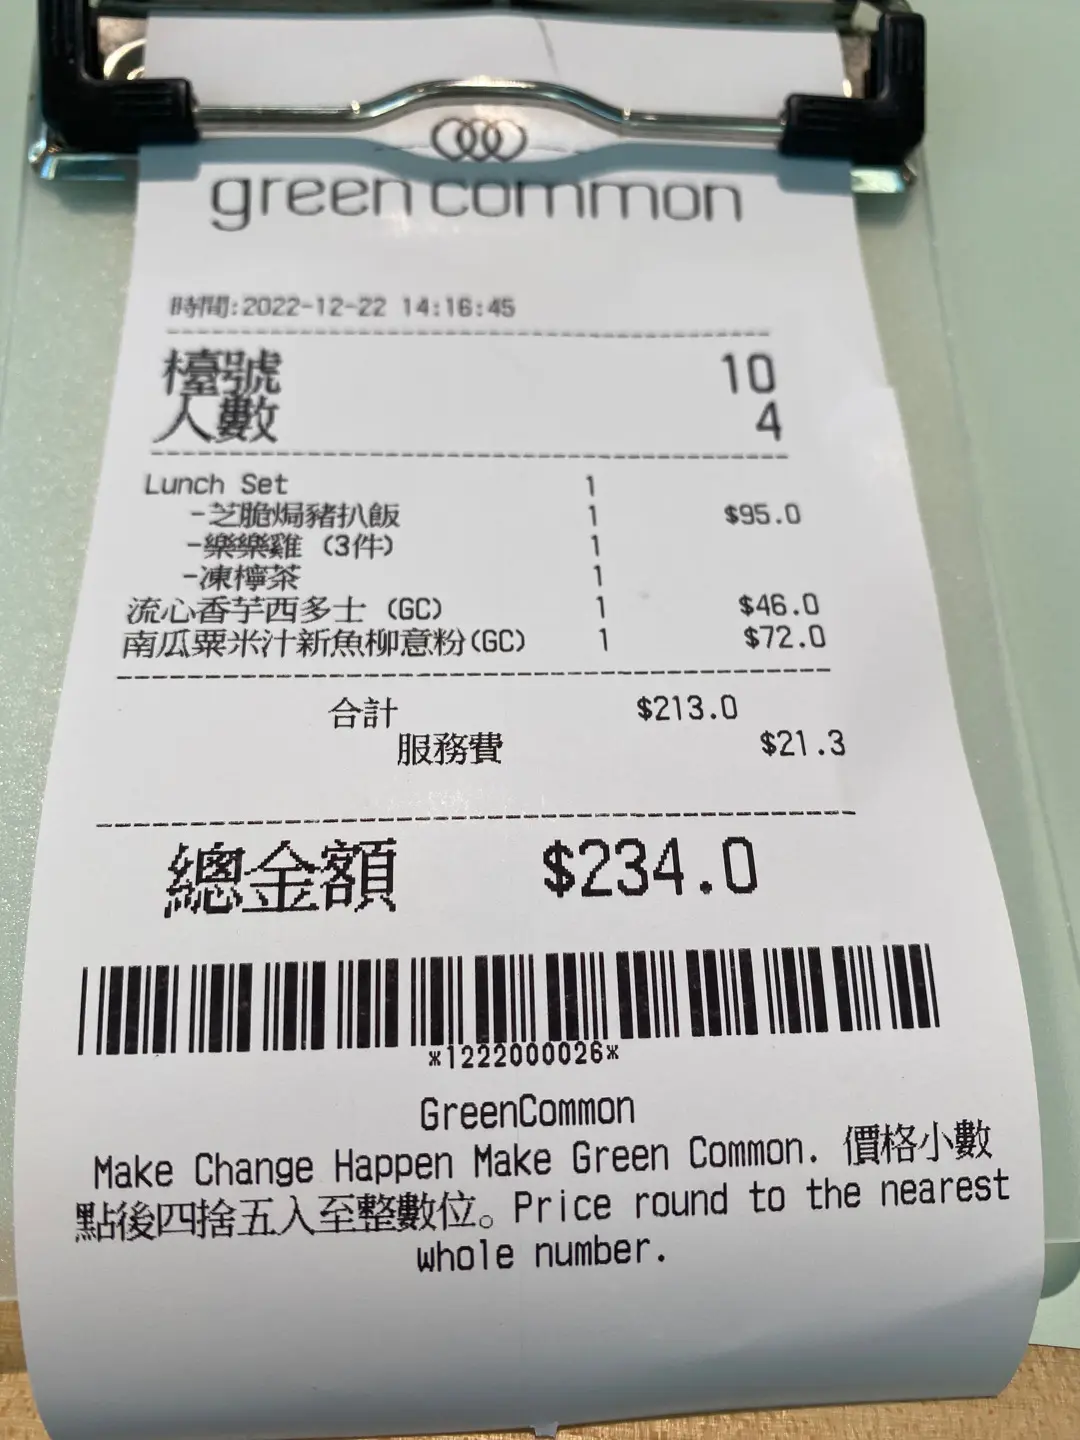 green common
時間:2022-12-22 14:16:45
檯號 10
人數 4
Lunch Set 1
-芝脆焗豬扒飯 1 $95.0
-樂樂雞 (3件) 1
-凍檸茶 1
流心香芋西多士 (GC) 1 $46.0
南瓜粟米汁新魚柳意粉(GC) 1 $72.0
合計 $213.0
服務費 $21.3
總金額 $234.0
*1222000026*
GreenCommon
Make Change Happen Make Green Common. 價格小數
點後四捨五入至整數位。Price round to the nearest
whole number.